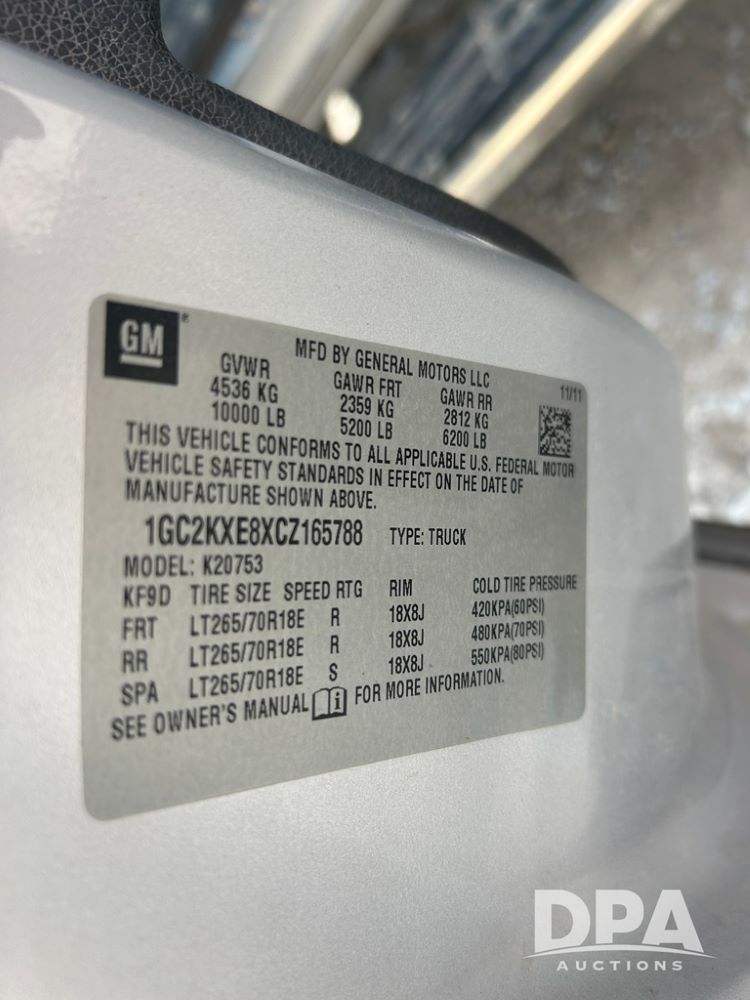 GM®
MFD BY GENERAL MOTORS LLC
11/11
GVWR GAWR FRT GAWR RR
4536 KG 2359 KG 2812 KG
10000 LB 5200 LB 6200 LB
THIS VEHICLE CONFORMS TO ALL APPLICABLE U.S. FEDERAL MOTOR
VEHICLE SAFETY STANDARDS IN EFFECT ON THE DATE OF
MANUFACTURE SHOWN ABOVE.
1GC2KXE8XCZ165788 TYPE: TRUCK
MODEL: K20753
KF9D TIRE SIZE SPEED RTG RIM COLD TIRE PRESSURE
FRT LT265/70R18E R 18X8J 420KPA(60PSI)
RR LT265/70R18E R 18X8J 480KPA(70PSI)
SPA LT265/70R18E S 18X8J 550KPA(80PSI)
SEE OWNER'S MANUAL i FOR MORE INFORMATION.
DPA
AUCTIONS